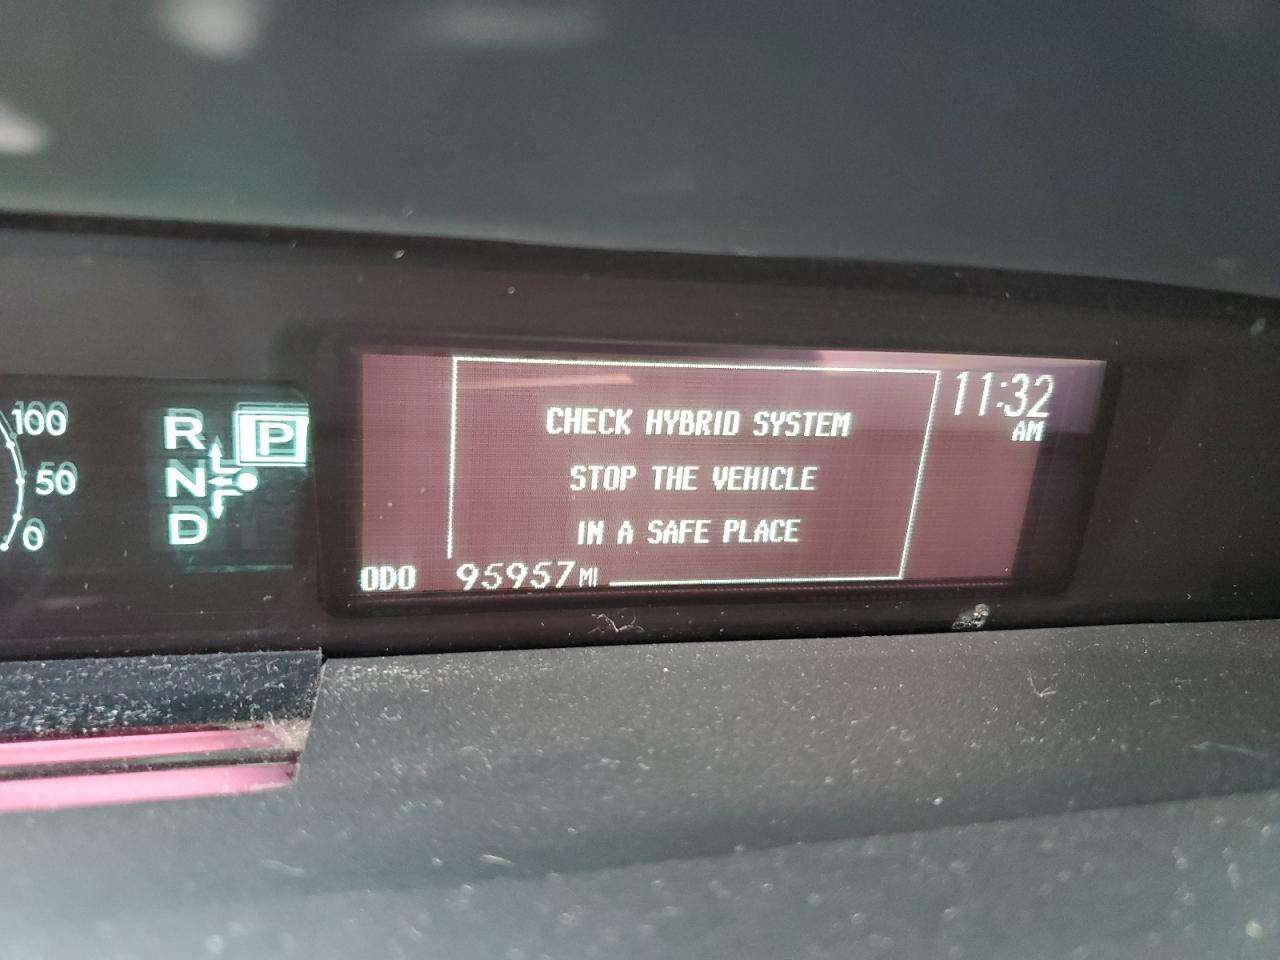 100
50
0
R
P
N
D
CHECK HYBRID SYSTEM
STOP THE VEHICLE
IN A SAFE PLACE
11:32
AM
ODO 95957 MI